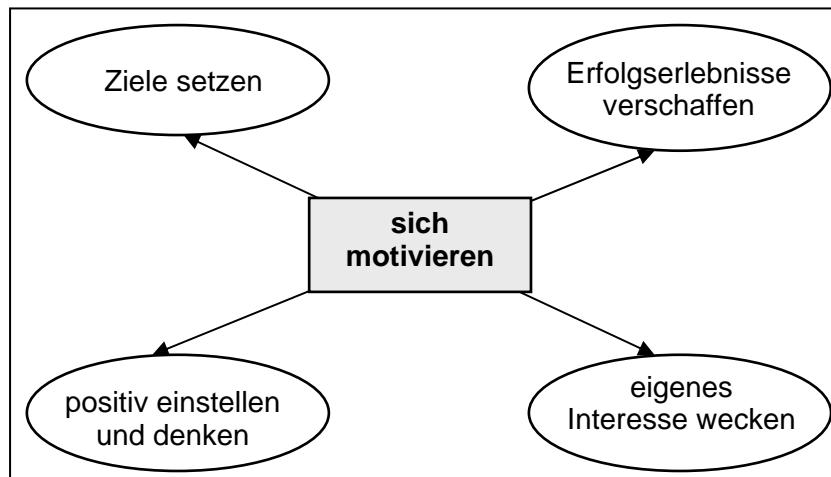 Ziele setzen
Erfolgserlebnisse
verschaffen
sich
motivieren
positiv einstellen
und denken
eigenes
Interesse wecken